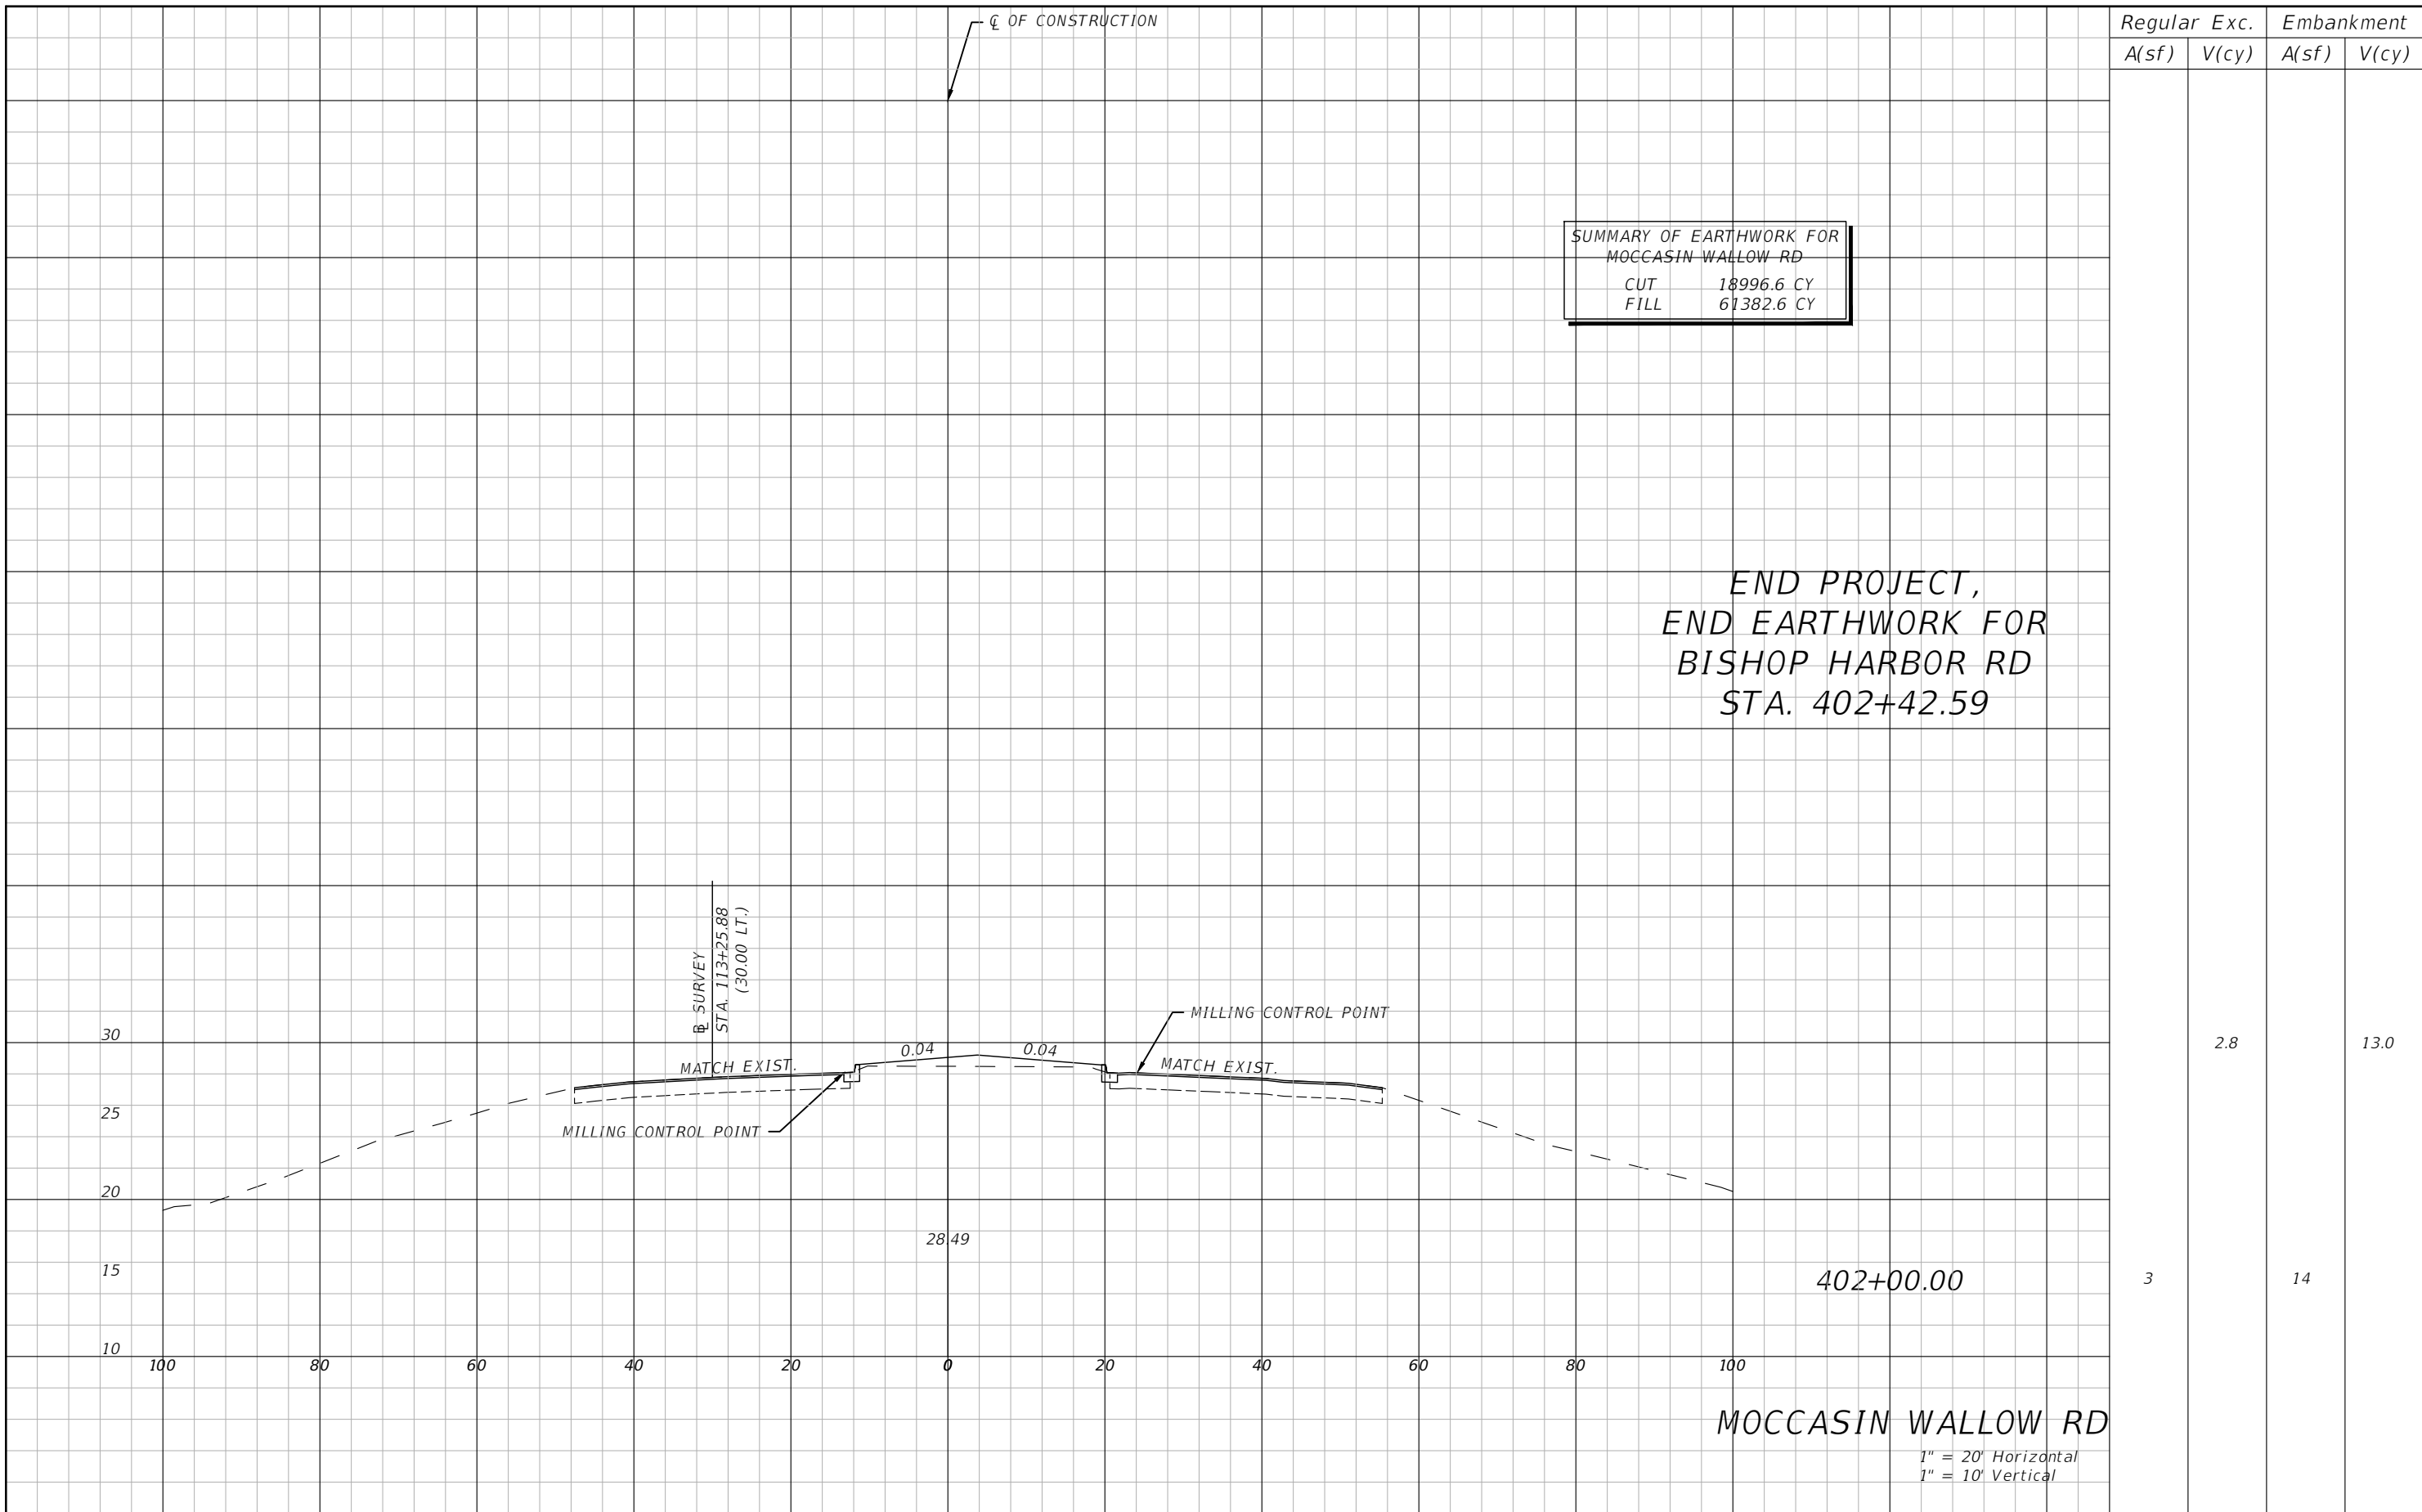 ℄ OF CONSTRUCTION
Regular Exc. Embankment
A(sf) V(cy) A(sf) V(cy)
SUMMARY OF EARTHWORK FOR
MOCCASIN WALLOW RD
CUT 18996.6 CY
FILL 61382.6 CY
END PROJECT,
END EARTHWORK FOR
BISHOP HARBOR RD
STA. 402+42.59
BL SURVEY
STA. 113+25.88
(30.00 LT.)
MILLING CONTROL POINT
30
0.04 0.04
2.8 13.0
MATCH EXIST. MATCH EXIST.
25
MILLING CONTROL POINT
20
28.49
15
402+00.00
3 14
10
100 80 60 40 20 0 20 40 60 80 100
MOCCASIN WALLOW RD
1" = 20' Horizontal
1" = 10' Vertical